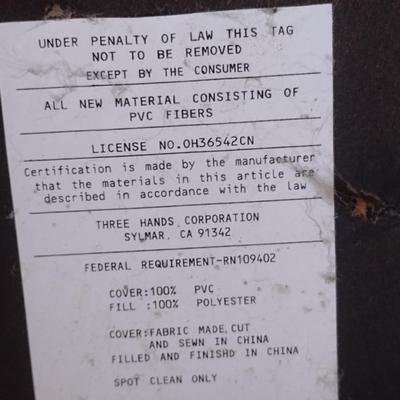 UNDER PENALTY OF LAW THIS TAG
NOT TO BE REMOVED
EXCEPT BY THE CONSUMER
ALL NEW MATERIAL CONSISTING OF
PVC FIBERS
LICENSE NO.OH36542CN
Certification is made by the manufacturer
that the materials in this article are
described in accordance with the law
THREE HANDS CORPORATION
SYLMAR, CA 91342
FEDERAL REQUIREMENT-RN109402
COVER:100% PVC
FILL :100% POLYESTER
COVER:FABRIC MADE,CUT
AND SEWN IN CHINA
FILLED AND FINISHD IN CHINA
SPOT CLEAN ONLY